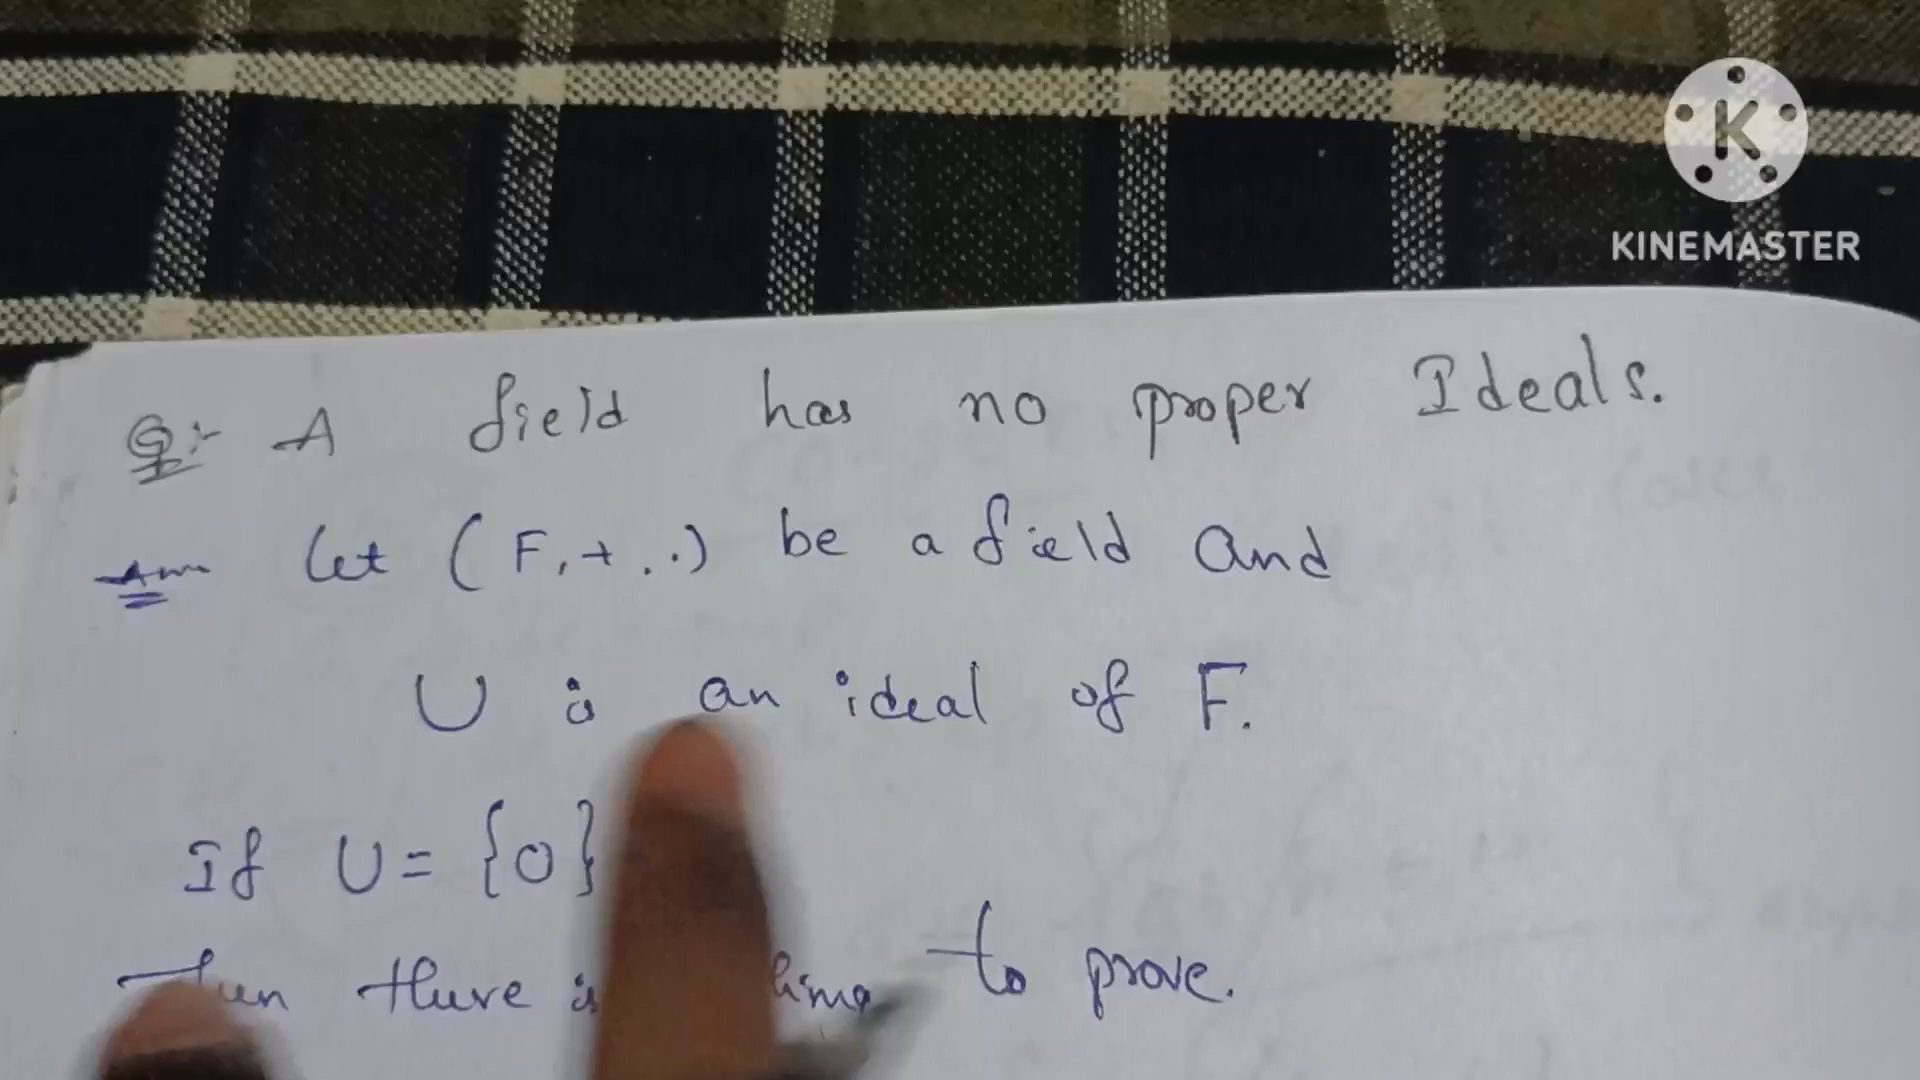 KINEMASTER
Q:- A field has no proper Ideals.
Ans Let (F, +, .) be a field and
U is an ideal of F.
If U = {0}
then there is to prove.